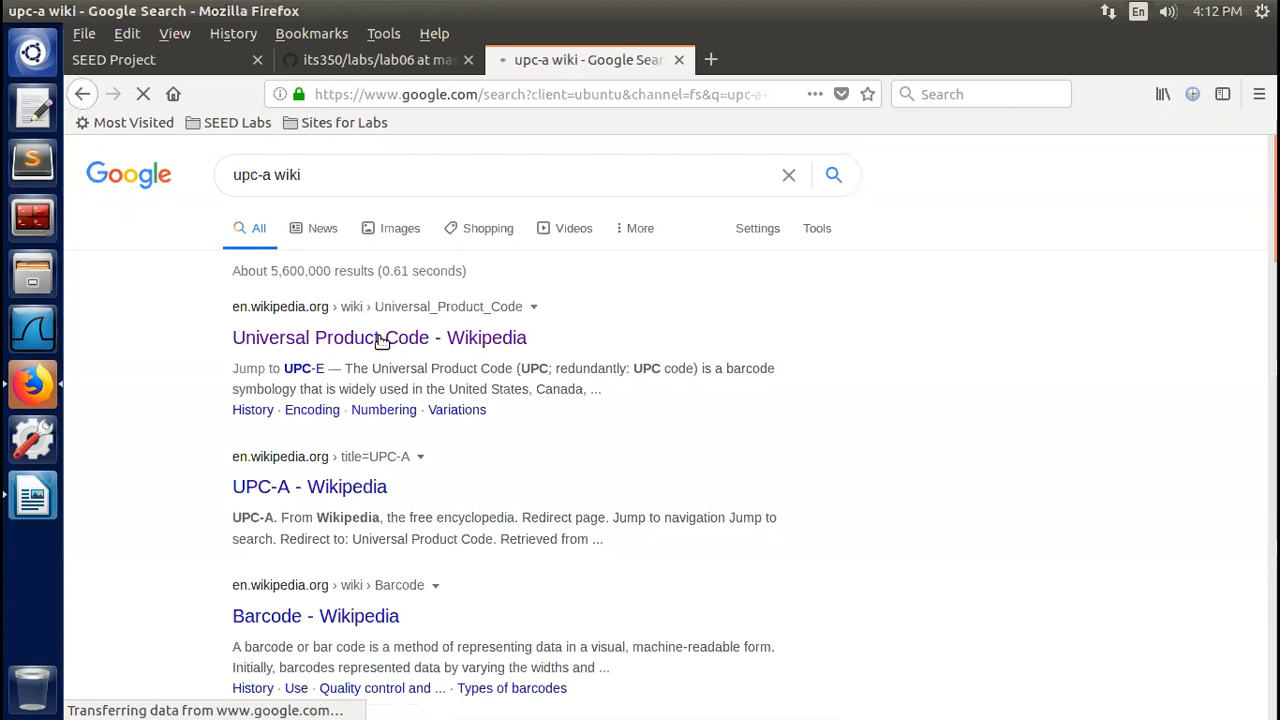 upc-a wiki - Google Search - Mozilla Firefox
En
4:12 PM
File Edit View History Bookmarks Tools Help
SEED Project
its350/labs/lab06 at mas
upc-a wiki - Google Sear
https://www.google.com/search?client=ubuntu&channel=fs&q=upc-a+
Search
Most Visited
SEED Labs
Sites for Labs
Google
upc-a wiki
All
News
Images
Shopping
Videos
More
Settings
Tools
About 5,600,000 results (0.61 seconds)
en.wikipedia.org › wiki › Universal_Product_Code
Universal Product Code - Wikipedia
Jump to UPC-E — The Universal Product Code (UPC; redundantly: UPC code) is a barcode
symbology that is widely used in the United States, Canada, ...
History · Encoding · Numbering · Variations
en.wikipedia.org › title=UPC-A
UPC-A - Wikipedia
UPC-A. From Wikipedia, the free encyclopedia. Redirect page. Jump to navigation Jump to
search. Redirect to: Universal Product Code. Retrieved from ...
en.wikipedia.org › wiki › Barcode
Barcode - Wikipedia
A barcode or bar code is a method of representing data in a visual, machine-readable form.
Initially, barcodes represented data by varying the widths and ...
History · Use · Quality control and ... · Types of barcodes
Transferring data from www.google.com…